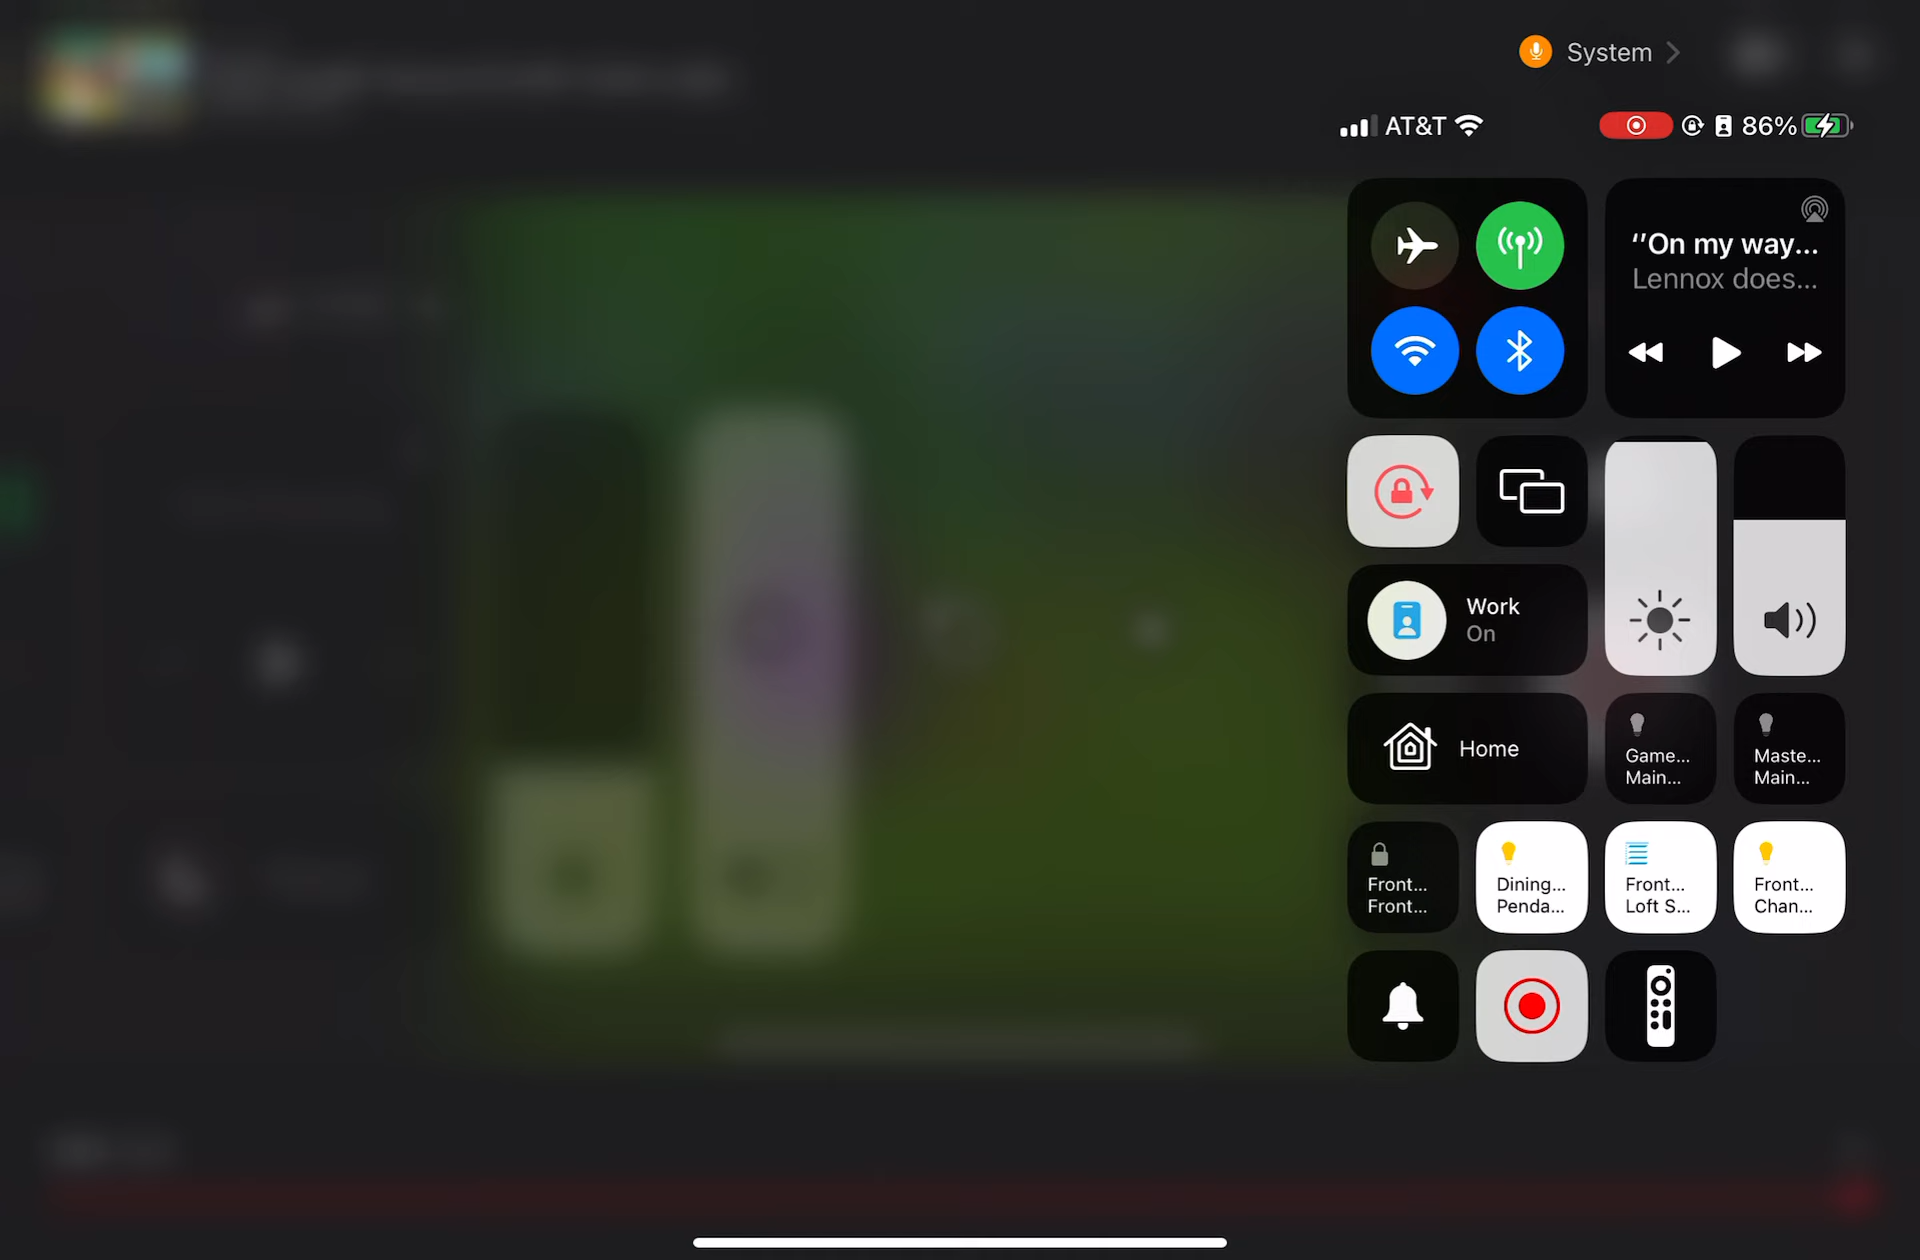 System
AT&T
86%
‘‘On my way...
Lennox does...
Work
On
Home
Game...
Main...
Maste...
Main...
Front...
Front...
Dining...
Penda...
Front...
Loft S...
Front...
Chan...